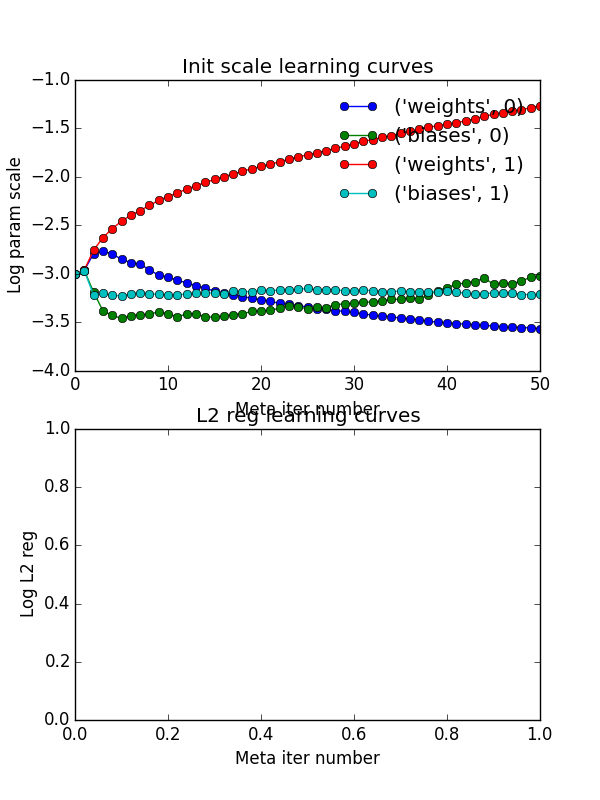 Init scale learning curves
Log param scale
−1.0
−1.5
−2.0
−2.5
−3.0
−3.5
−4.0
('weights', 0)
('biases', 0)
('weights', 1)
('biases', 1)
0 10 20 30 40 50
Meta iter number
L2 reg learning curves
Log L2 reg
1.0
0.8
0.6
0.4
0.2
0.0
0.0 0.2 0.4 0.6 0.8 1.0
Meta iter number